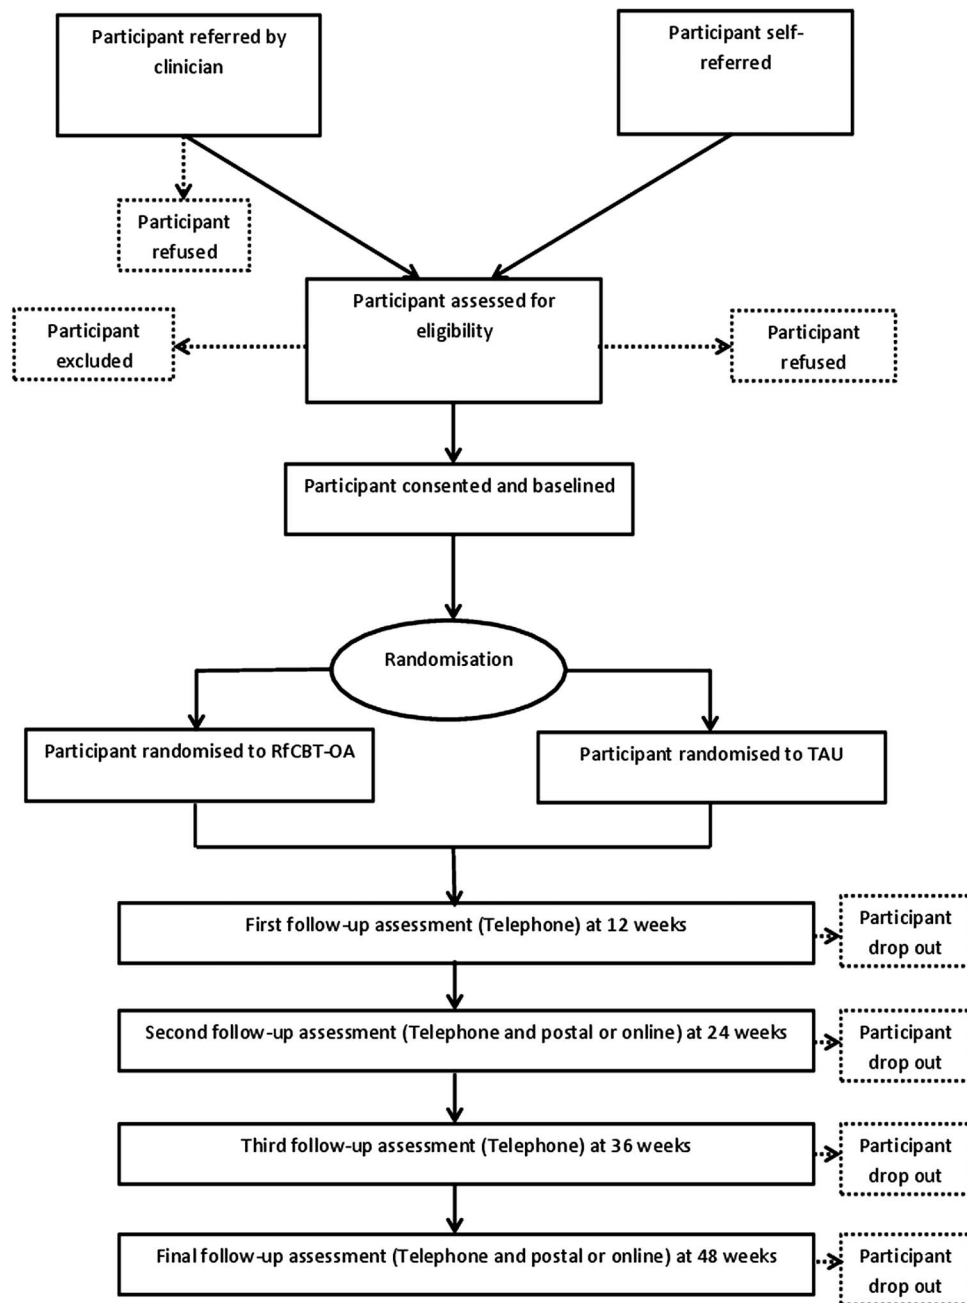 Participant referred by
clinician
Participant self-
referred
Participant
refused
Participant assessed for
eligibility
Participant
excluded
Participant
refused
Participant consented and baselined
Randomisation
Participant randomised to RfCBT-OA
Participant randomised to TAU
First follow-up assessment (Telephone) at 12 weeks
Participant
drop out
Second follow-up assessment (Telephone and postal or online) at 24 weeks
Participant
drop out
Third follow-up assessment (Telephone) at 36 weeks
Participant
drop out
Final follow-up assessment (Telephone and postal or online) at 48 weeks
Participant
drop out